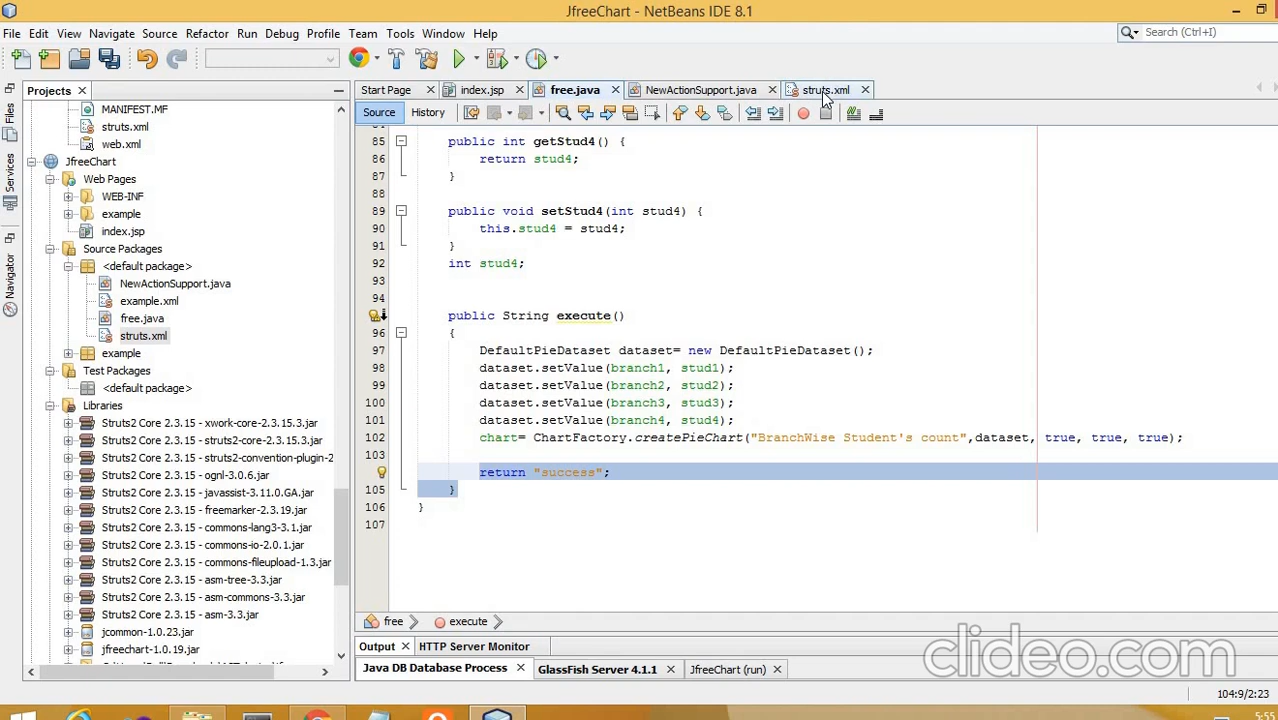 JfreeChart - NetBeans IDE 8.1
File Edit View Navigate Source Refactor Run Debug Profile Team Tools Window Help
Search (Ctrl+I)
Projects
Start Page index.jsp free.java NewActionSupport.java struts.xml
Source History
Files
Services
Navigator
MANIFEST.MF
struts.xml
web.xml
JfreeChart
Web Pages
WEB-INF
example
index.jsp
Source Packages
<default package>
NewActionSupport.java
example.xml
free.java
struts.xml
example
Test Packages
<default package>
Libraries
Struts2 Core 2.3.15 - xwork-core-2.3.15.3.jar
Struts2 Core 2.3.15 - struts2-core-2.3.15.3.jar
Struts2 Core 2.3.15 - struts2-convention-plugin-2
Struts2 Core 2.3.15 - ognl-3.0.6.jar
Struts2 Core 2.3.15 - javassist-3.11.0.GA.jar
Struts2 Core 2.3.15 - freemarker-2.3.19.jar
Struts2 Core 2.3.15 - commons-lang3-3.1.jar
Struts2 Core 2.3.15 - commons-io-2.0.1.jar
Struts2 Core 2.3.15 - commons-fileupload-1.3.jar
Struts2 Core 2.3.15 - asm-tree-3.3.jar
Struts2 Core 2.3.15 - asm-commons-3.3.jar
Struts2 Core 2.3.15 - asm-3.3.jar
jcommon-1.0.23.jar
jfreechart-1.0.19.jar
85 public int getStud4() {
86 return stud4;
87 }
88
89 public void setStud4(int stud4) {
90 this.stud4 = stud4;
91 }
92 int stud4;
93
94
public String execute()
96 {
97 DefaultPieDataset dataset= new DefaultPieDataset();
98 dataset.setValue(branch1, stud1);
99 dataset.setValue(branch2, stud2);
100 dataset.setValue(branch3, stud3);
101 dataset.setValue(branch4, stud4);
102 chart= ChartFactory.createPieChart("BranchWise Student's count",dataset, true, true, true);
103
return "success";
105 }
106 }
107
free execute
Output HTTP Server Monitor
Java DB Database Process GlassFish Server 4.1.1 JfreeChart (run)
clideo.com
104:9/2:23